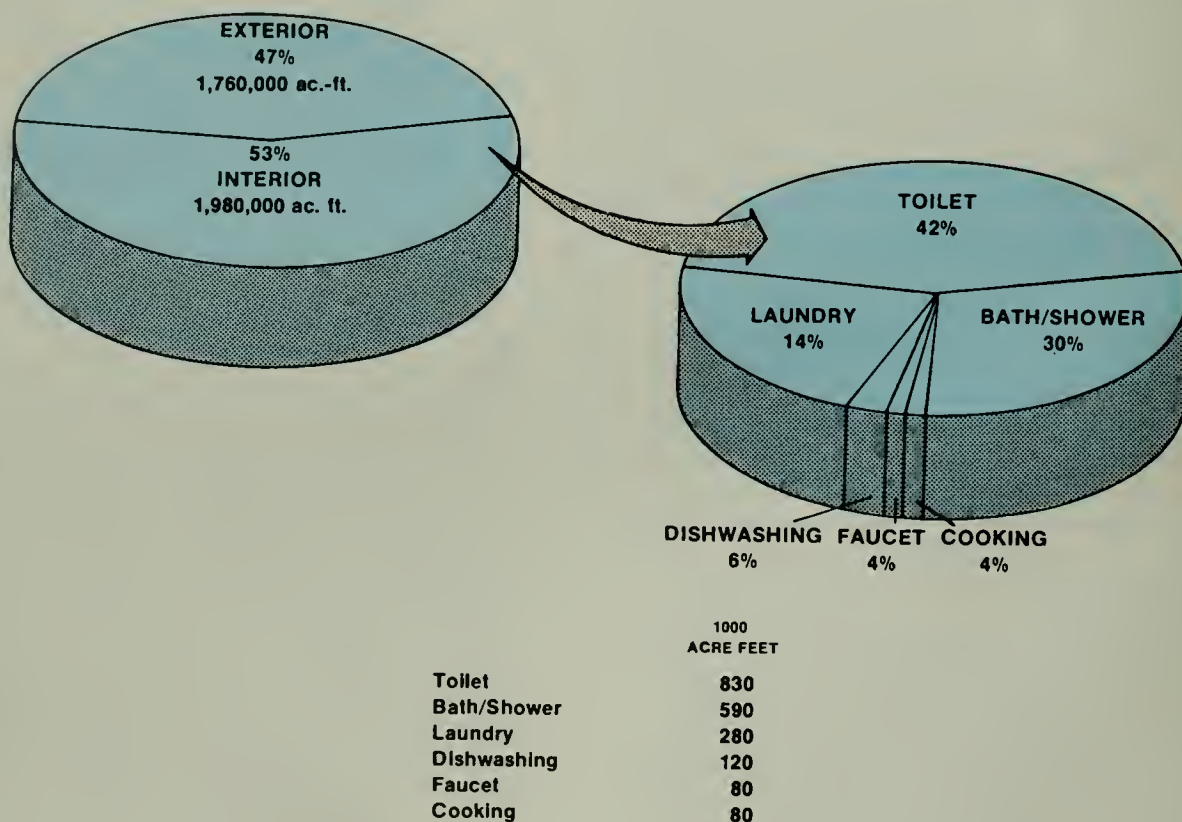 EXTERIOR
47%
1,760,000 ac.-ft.
53%
INTERIOR
1,980,000 ac. ft.
TOILET
42%
LAUNDRY
14%
BATH/SHOWER
30%
DISHWASHING FAUCET COOKING
6% 4% 4%
1000
ACRE FEET
Toilet 830
Bath/Shower 590
Laundry 280
Dishwashing 120
Faucet 80
Cooking 80